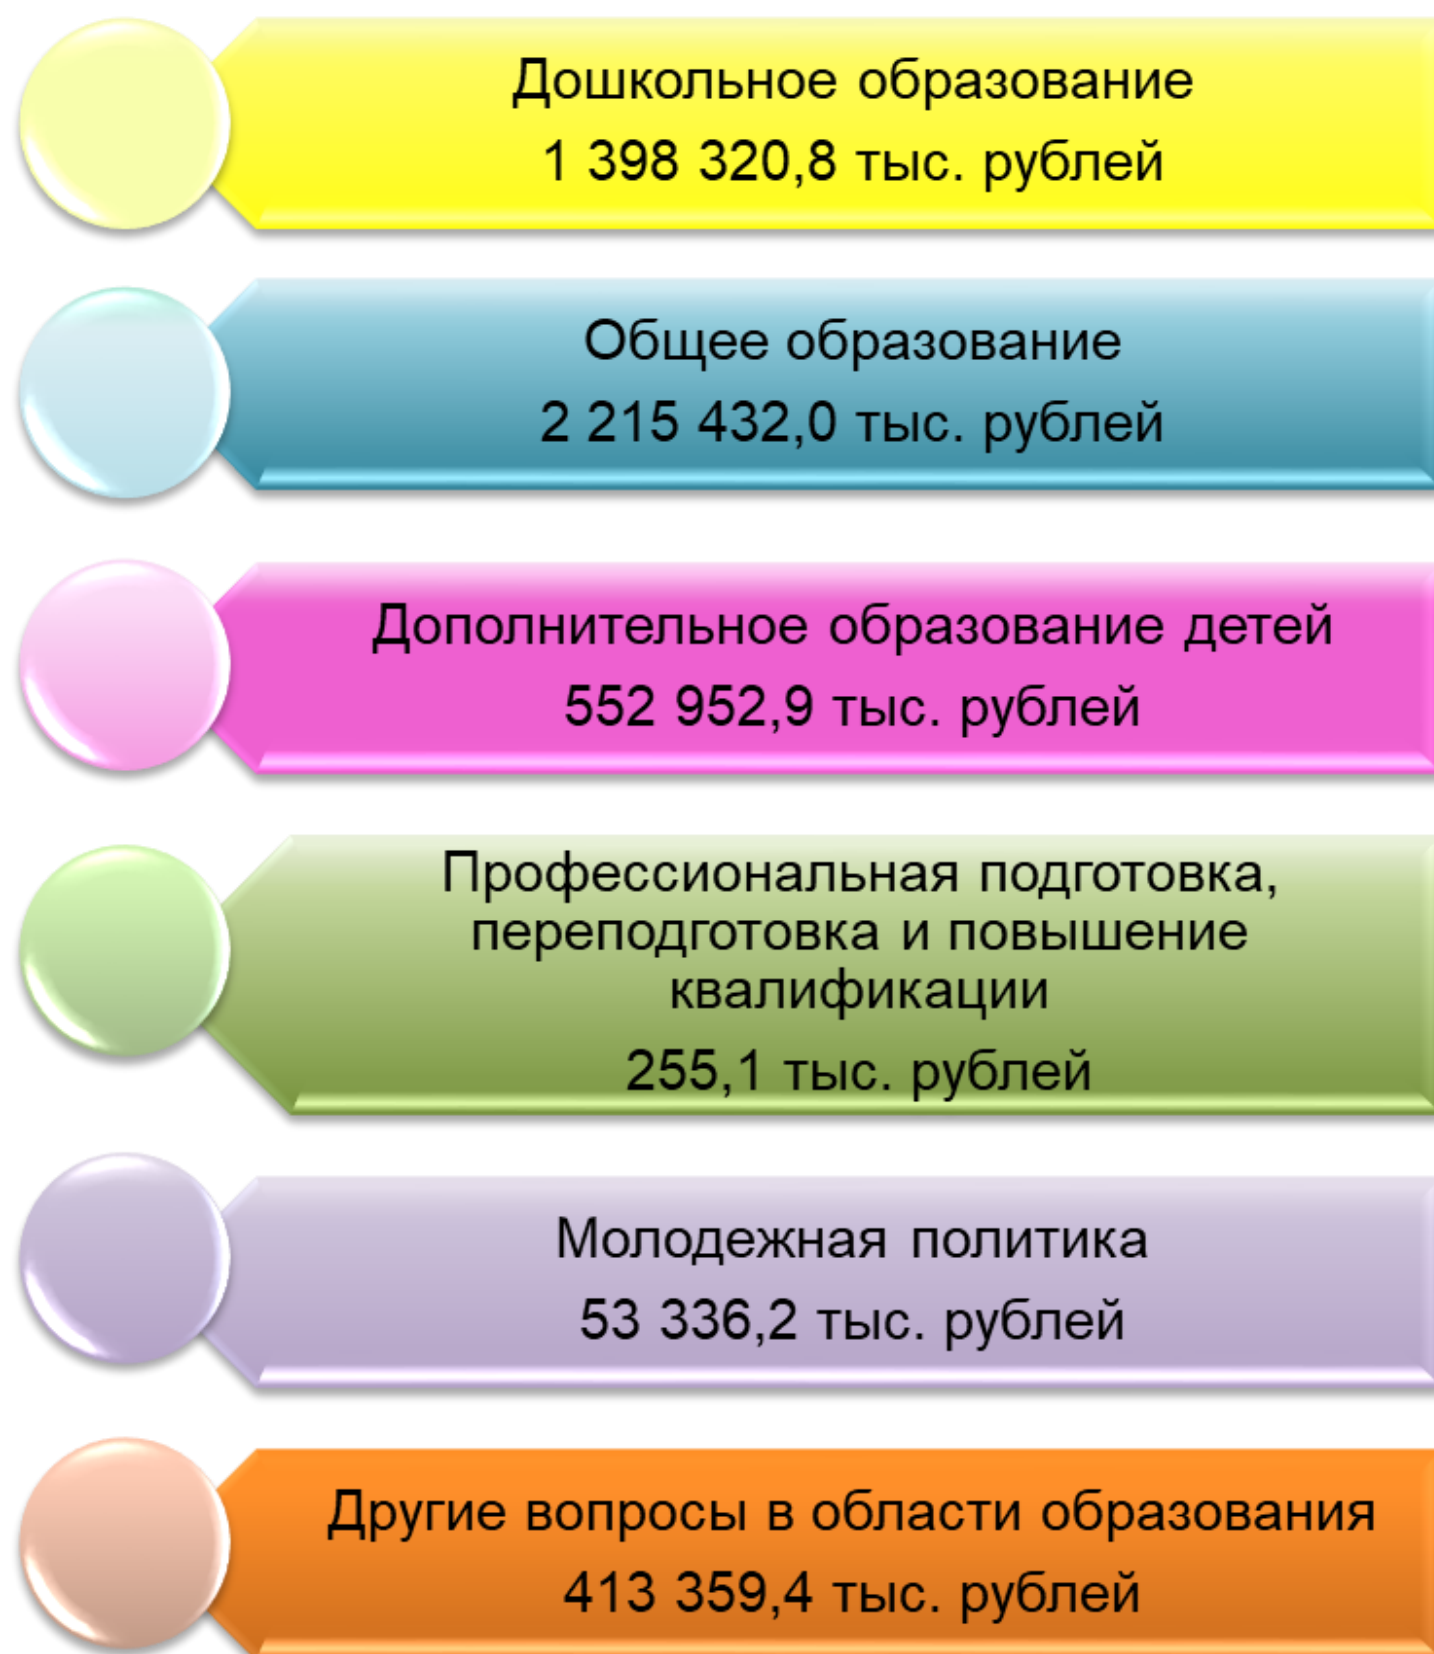 Дошкольное образование
1 398 320,8 тыс. рублей
Общее образование
2 215 432,0 тыс. рублей
Дополнительное образование детей
552 952,9 тыс. рублей
Профессиональная подготовка,
переподготовка и повышение
квалификации
255,1 тыс. рублей
Молодежная политика
53 336,2 тыс. рублей
Другие вопросы в области образования
413 359,4 тыс. рублей